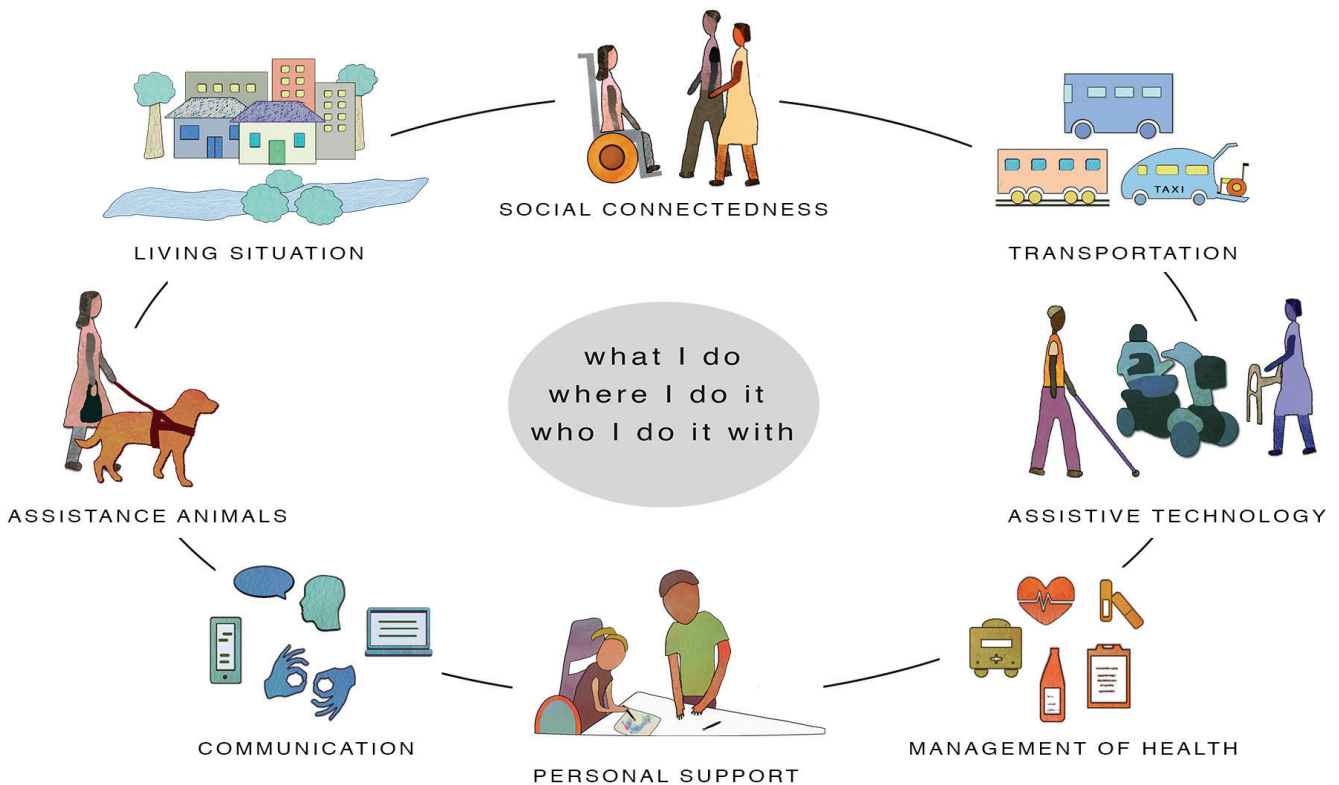 SOCIAL CONNECTEDNESS
LIVING SITUATION
TAXI
TRANSPORTATION
what I do
where I do it
who I do it with
ASSISTANCE ANIMALS
ASSISTIVE TECHNOLOGY
COMMUNICATION
PERSONAL SUPPORT
MANAGEMENT OF HEALTH